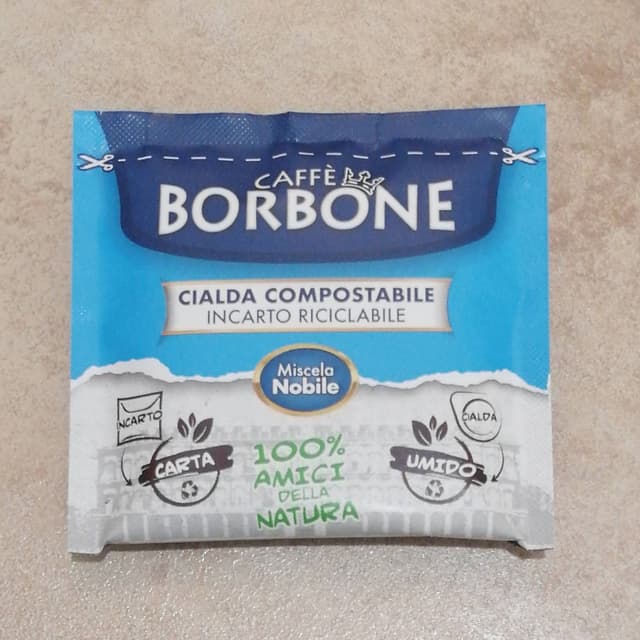 CAFFÈ
BORBONE
CIALDA COMPOSTABILE
INCARTO RICICLABILE
Miscela
Nobile
INCARTO
CARTA
100%
AMICI
DELLA
NATURA
CIALDA
UMIDO